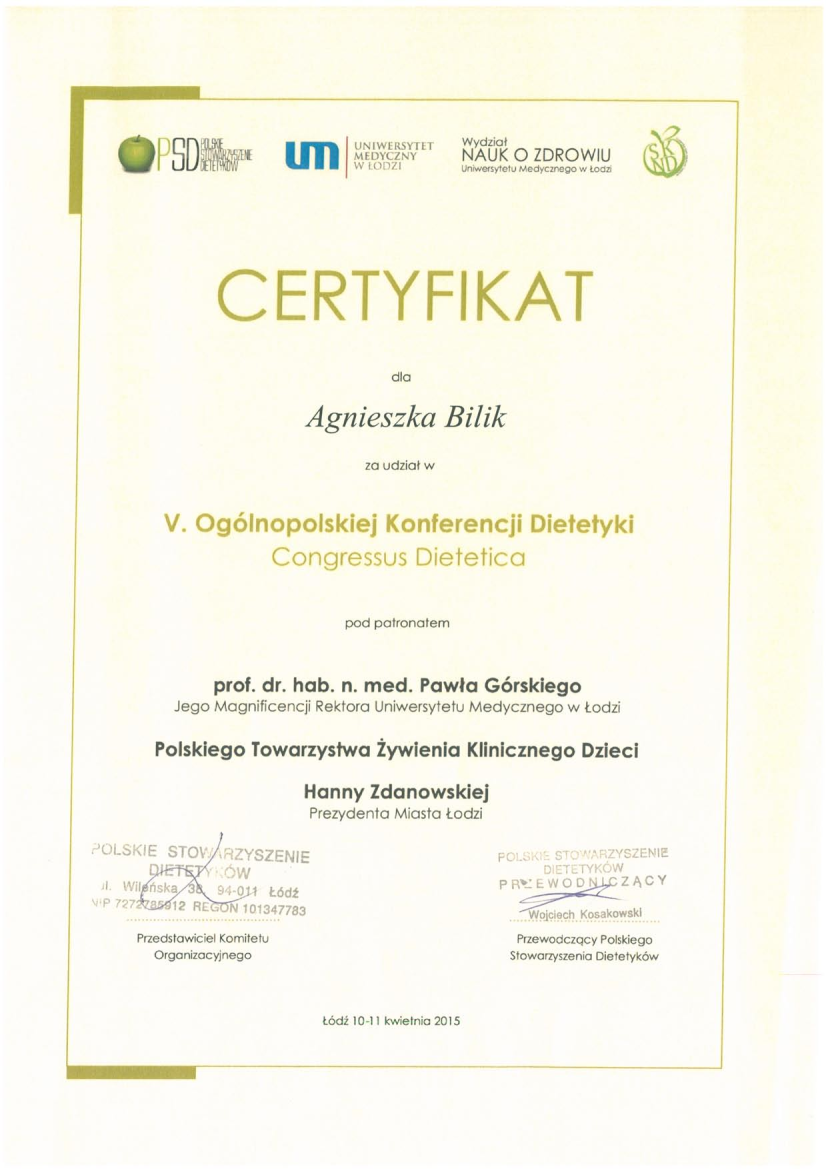 PSD POLSKIE
STOWARZYSZENIE
DIETETYKÓW
um UNIWERSYTET
MEDYCZNY
W ŁODZI
Wydział
NAUK O ZDROWIU
Uniwersytetu Medycznego w Łodzi
CERTYFIKAT
dla
Agnieszka Bilik
za udział w
V. Ogólnopolskiej Konferencji Dietetyki
Congressus Dietetica
pod patronatem
prof. dr. hab. n. med. Pawła Górskiego
Jego Magnificencji Rektora Uniwersytetu Medycznego w Łodzi
Polskiego Towarzystwa Żywienia Klinicznego Dzieci
Hanny Zdanowskiej
Prezydenta Miasta Łodzi
POLSKIE STOWARZYSZENIE
DIETETYKÓW
ul. Wileńska 38, 94-011 Łódź
NIP 7272785912 REGON 101347783
Przedstawiciel Komitetu
Organizacyjnego
POLSKIE STOWARZYSZENIE
DIETETYKÓW
PRZEWODNICZĄCY
Wojciech Kosakowski
Przewodczący Polskiego
Stowarzyszenia Dietetyków
Łódź 10-11 kwietnia 2015